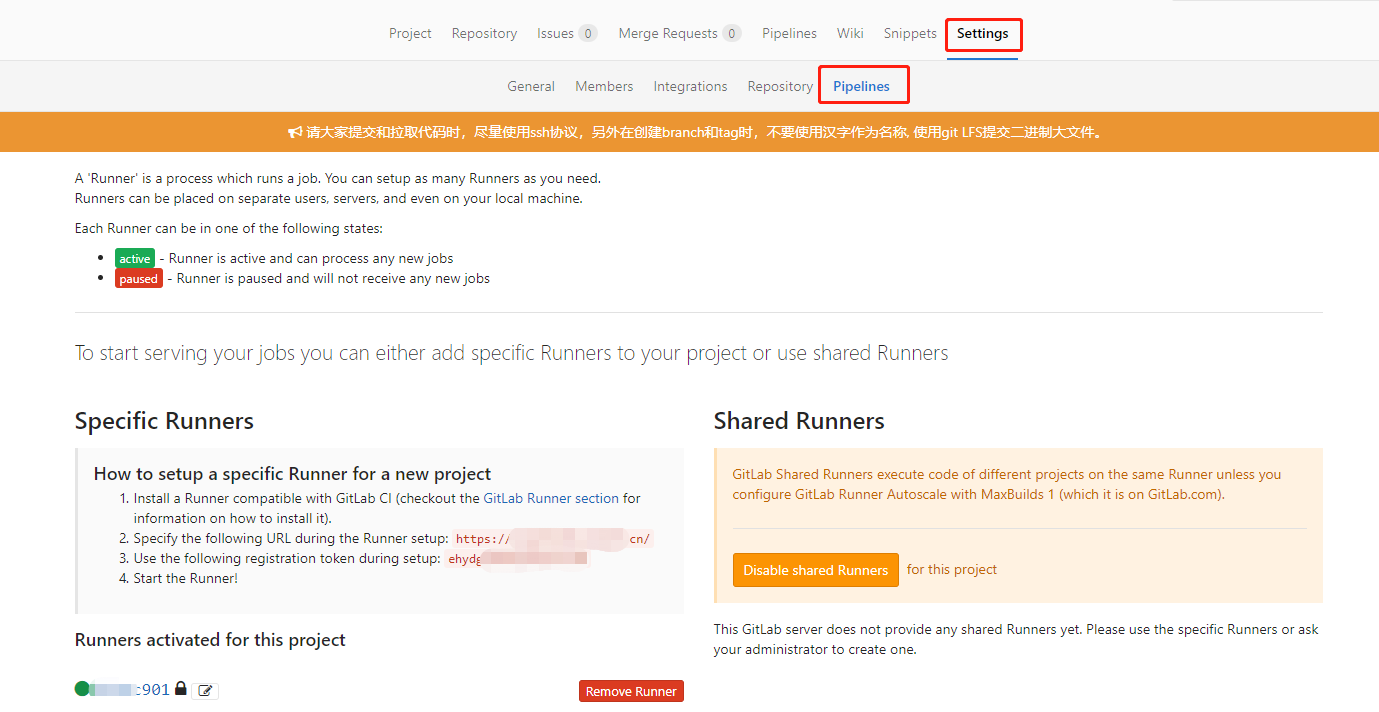 Project Repository Issues 0 Merge Requests 0 Pipelines Wiki Snippets Settings
General Members Integrations Repository Pipelines
请大家提交和拉取代码时，尽量使用ssh协议，另外在创建branch和tag时，不要使用汉字作为名称, 使用git LFS提交二进制大文件。
A 'Runner' is a process which runs a job. You can setup as many Runners as you need.
Runners can be placed on separate users, servers, and even on your local machine.
Each Runner can be in one of the following states:
• active - Runner is active and can process any new jobs
• paused - Runner is paused and will not receive any new jobs
To start serving your jobs you can either add specific Runners to your project or use shared Runners
Specific Runners
How to setup a specific Runner for a new project
1. Install a Runner compatible with GitLab CI (checkout the GitLab Runner section for
information on how to install it).
2. Specify the following URL during the Runner setup: https:// cn/
3. Use the following registration token during setup: ehydg
4. Start the Runner!
Runners activated for this project
c901
Remove Runner
Shared Runners
GitLab Shared Runners execute code of different projects on the same Runner unless you
configure GitLab Runner Autoscale with MaxBuilds 1 (which it is on GitLab.com).
Disable shared Runners for this project
This GitLab server does not provide any shared Runners yet. Please use the specific Runners or ask
your administrator to create one.